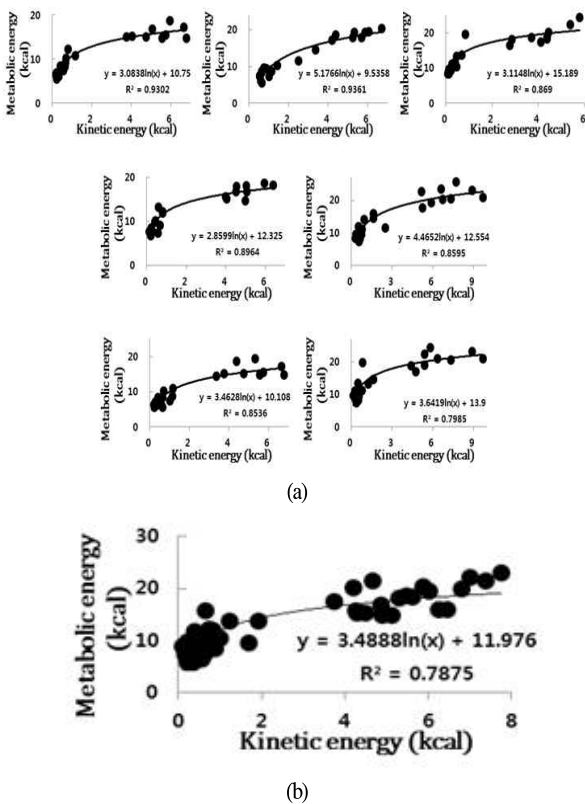 Metabolic energy (kcal)
20
10
0
y = 3.0838ln(x) + 10.75
R² = 0.9302
0 2 4 6
Kinetic energy (kcal)
Metabolic energy (kcal)
20
10
0
y = 5.1766ln(x) + 9.5358
R² = 0.9361
0 2 4 6
Kinetic energy (kcal)
Metabolic energy (kcal)
20
10
0
y = 3.1148ln(x) + 15.189
R² = 0.869
0 2 4 6
Kinetic energy (kcal)
Metabolic energy (kcal)
20
10
0
y = 2.8599ln(x) + 12.325
R² = 0.8964
0 2 4 6
Kinetic energy (kcal)
Metabolic energy (kcal)
20
10
0
y = 4.4652ln(x) + 12.554
R² = 0.8595
0 3 6 9
Kinetic energy (kcal)
Metabolic energy (kcal)
20
10
0
y = 3.4628ln(x) + 10.108
R² = 0.8536
0 2 4 6
Kinetic energy (kcal)
Metabolic energy (kcal)
20
10
0
y = 3.6419ln(x) + 13.9
R² = 0.7985
0 3 6 9
Kinetic energy (kcal)
(a)
Metabolic energy (kcal)
30
20
10
0
y = 3.4888ln(x) + 11.976
R² = 0.7875
0 2 4 6 8
Kinetic energy (kcal)
(b)